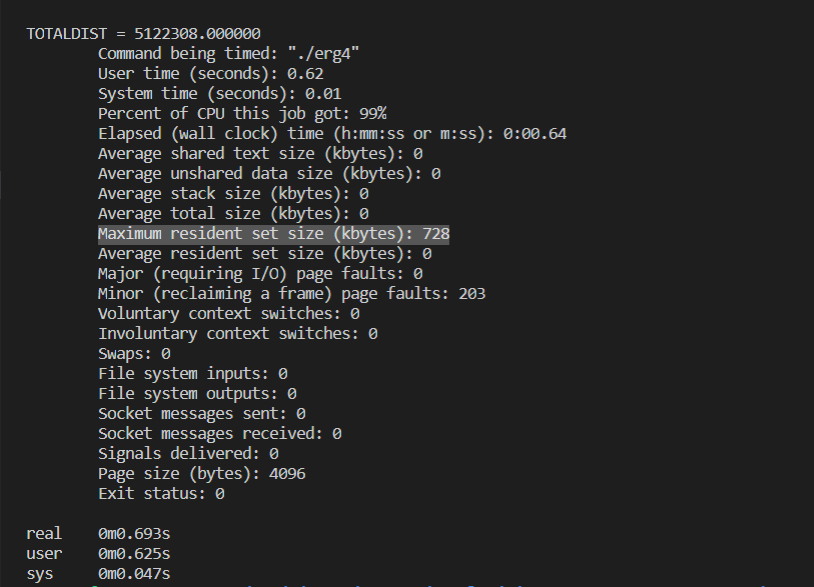 TOTALDIST = 5122308.000000
Command being timed: "./erg4"
User time (seconds): 0.62
System time (seconds): 0.01
Percent of CPU this job got: 99%
Elapsed (wall clock) time (h:mm:ss or m:ss): 0:00.64
Average shared text size (kbytes): 0
Average unshared data size (kbytes): 0
Average stack size (kbytes): 0
Average total size (kbytes): 0
Maximum resident set size (kbytes): 728
Average resident set size (kbytes): 0
Major (requiring I/O) page faults: 0
Minor (reclaiming a frame) page faults: 203
Voluntary context switches: 0
Involuntary context switches: 0
Swaps: 0
File system inputs: 0
File system outputs: 0
Socket messages sent: 0
Socket messages received: 0
Signals delivered: 0
Page size (bytes): 4096
Exit status: 0
real 0m0.693s
user 0m0.625s
sys 0m0.047s